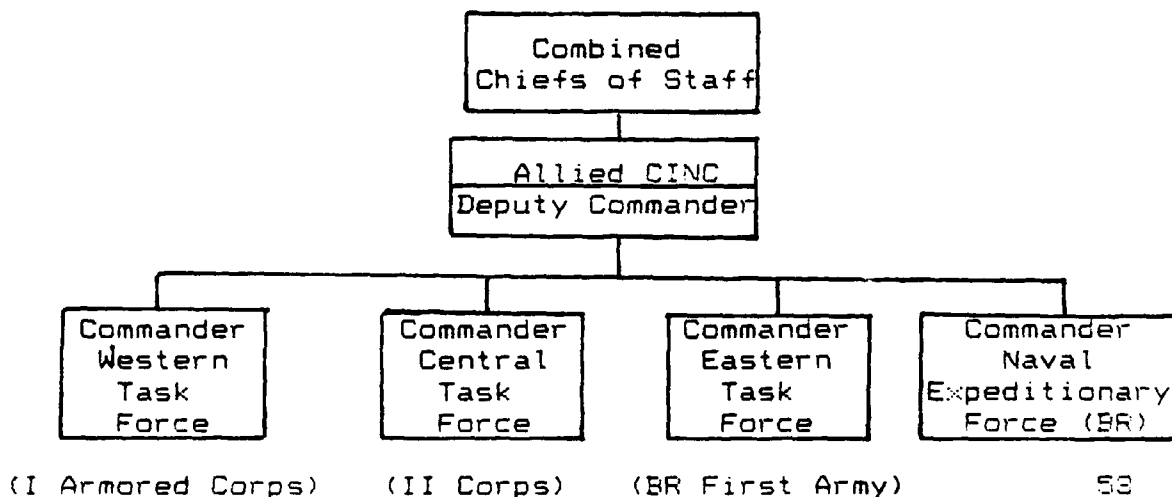 Combined
Chiefs of Staff
Allied CINC
Deputy Commander
Commander
Western
Task
Force
Commander
Central
Task
Force
Commander
Eastern
Task
Force
Commander
Naval
Expeditionary
Force (BR)
(I Armored Corps)
(II Corps)
(BR First Army)
53